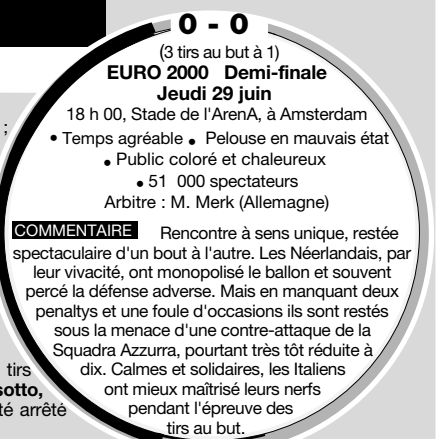 0 - 0
(3 tirs au but à 1)
EURO 2000 Demi-finale
Jeudi 29 juin
18 h 00, Stade de l'ArenA, à Amsterdam
• Temps agréable • Pelouse en mauvais état
• Public coloré et chaleureux
• 51 000 spectateurs
Arbitre : M. Merk (Allemagne)
COMMENTAIRE Rencontre à sens unique, restée
spectaculaire d'un bout à l'autre. Les Néerlandais, par
leur vivacité, ont monopolisé le ballon et souvent
percé la défense adverse. Mais en manquant deux
penaltys et une foule d'occasions ils sont restés
sous la menace d'une contre-attaque de la
Squadra Azzurra, pourtant très tôt réduite à
dix. Calmes et solidaires, les Italiens
ont mieux maîtrisé leurs nerfs
pendant l'épreuve des
tirs au but.
;
tirs
sotto,
té arrêté